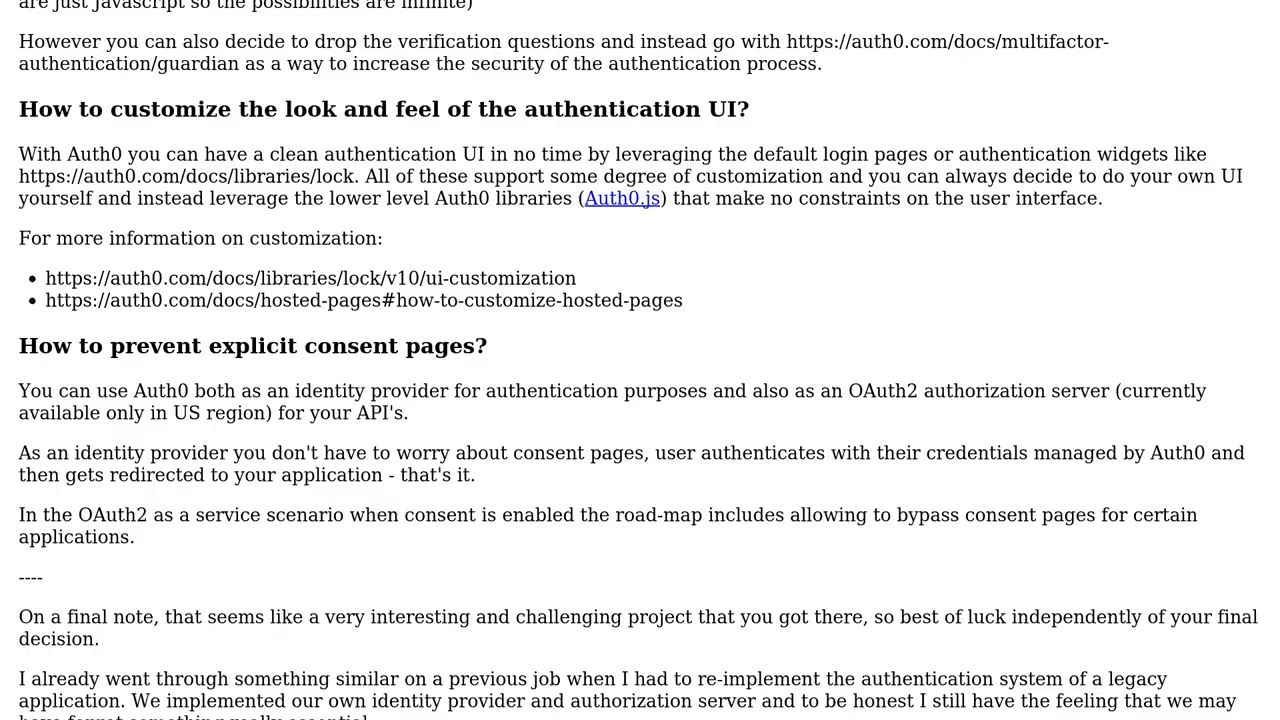 are just Javascript so the possibilities are infinite)
However you can also decide to drop the verification questions and instead go with https://auth0.com/docs/multifactor-
authentication/guardian as a way to increase the security of the authentication process.
How to customize the look and feel of the authentication UI?
With Auth0 you can have a clean authentication UI in no time by leveraging the default login pages or authentication widgets like
https://auth0.com/docs/libraries/lock. All of these support some degree of customization and you can always decide to do your own UI
yourself and instead leverage the lower level Auth0 libraries (Auth0.js) that make no constraints on the user interface.
For more information on customization:
• https://auth0.com/docs/libraries/lock/v10/ui-customization
• https://auth0.com/docs/hosted-pages#how-to-customize-hosted-pages
How to prevent explicit consent pages?
You can use Auth0 both as an identity provider for authentication purposes and also as an OAuth2 authorization server (currently
available only in US region) for your API's.
As an identity provider you don't have to worry about consent pages, user authenticates with their credentials managed by Auth0 and
then gets redirected to your application - that's it.
In the OAuth2 as a service scenario when consent is enabled the road-map includes allowing to bypass consent pages for certain
applications.
----
On a final note, that seems like a very interesting and challenging project that you got there, so best of luck independently of your final
decision.
I already went through something similar on a previous job when I had to re-implement the authentication system of a legacy
application. We implemented our own identity provider and authorization server and to be honest I still have the feeling that we may
have forgot something really essential.